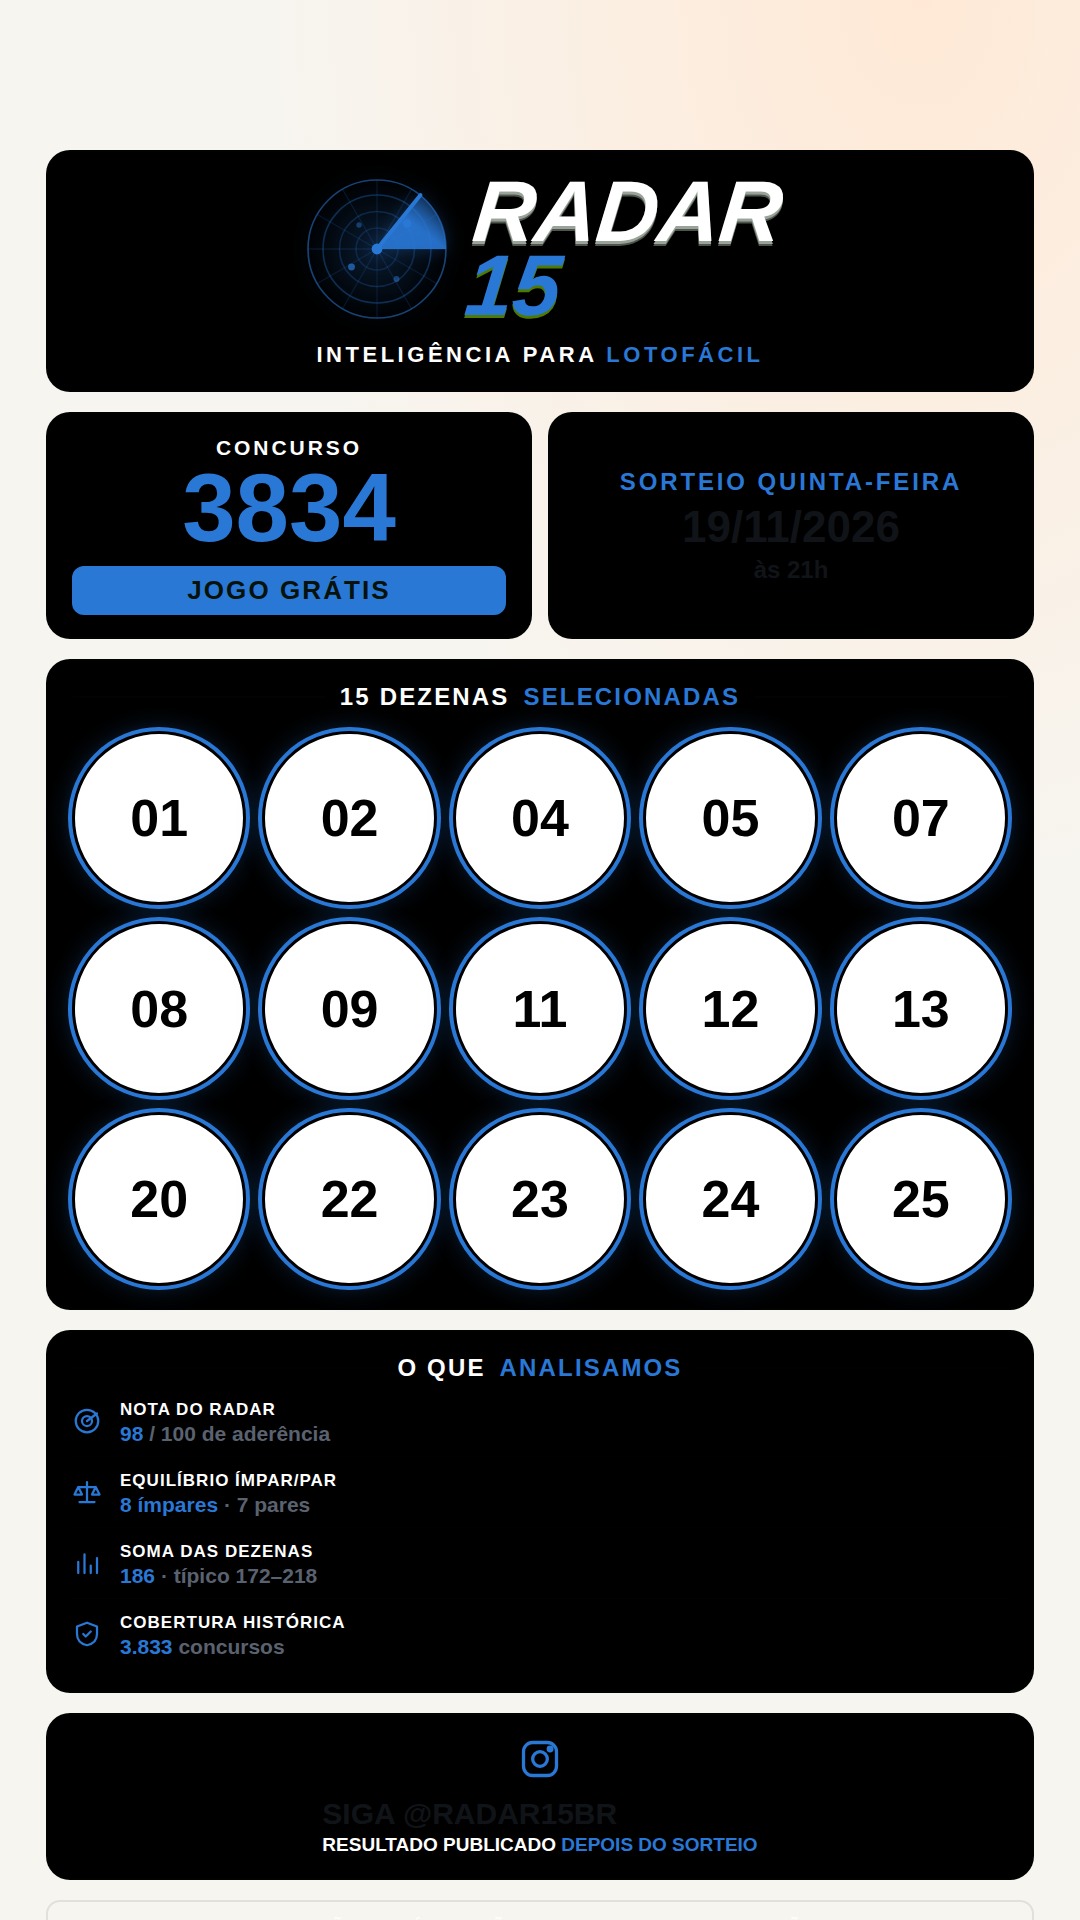 RADAR
15
INTELIGÊNCIA PARA LOTOFÁCIL
CONCURSO
3834
JOGO GRÁTIS
SORTEIO QUINTA-FEIRA
19/11/2026
às 21h
15 DEZENAS SELECIONADAS
01 02 04 05 07
08 09 11 12 13
20 22 23 24 25
O QUE ANALISAMOS
NOTA DO RADAR
98 / 100 de aderência
EQUILÍBRIO ÍMPAR/PAR
8 ímpares · 7 pares
SOMA DAS DEZENAS
186 · típico 172–218
COBERTURA HISTÓRICA
3.833 concursos
SIGA @RADAR15BR
RESULTADO PUBLICADO DEPOIS DO SORTEIO